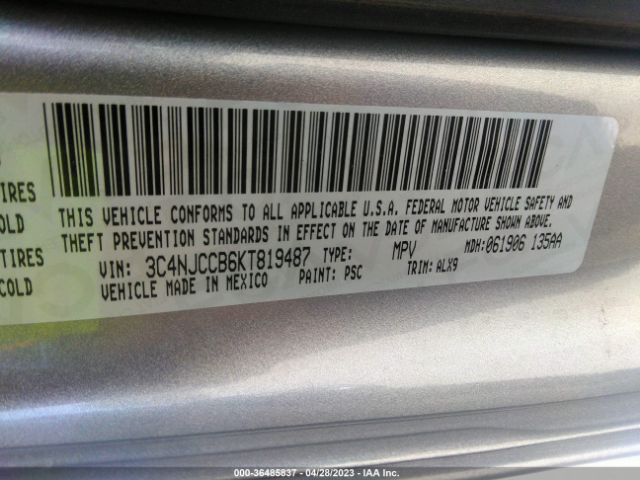 THIS VEHICLE CONFORMS TO ALL APPLICABLE U.S.A. FEDERAL MOTOR VEHICLE SAFETY AND
THEFT PREVENTION STANDARDS IN EFFECT ON THE DATE OF MANUFACTURE SHOWN ABOVE.
VIN: 3C4NJCCB6KT819487 TYPE: MPV MDH:061906 135AA
VEHICLE MADE IN MEXICO PAINT: PSC TRIM: ALX9
COLD
TIRES
COLD
000-36485837 - 04/28/2023 - IAA Inc.